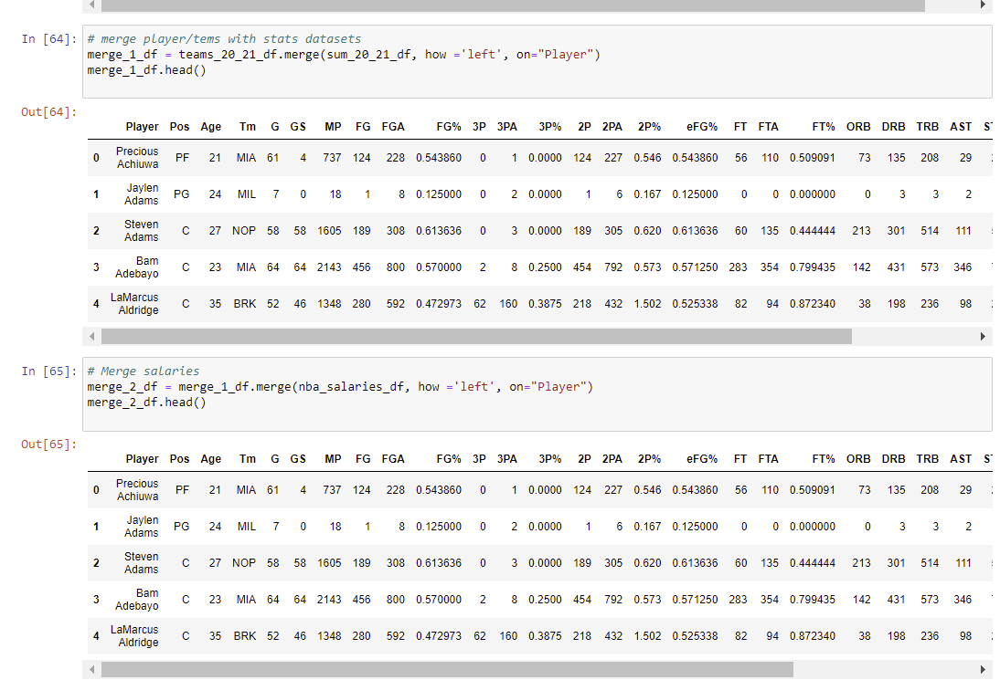 In [64]:
# merge player/tems with stats datasets
merge_1_df = teams_20_21_df.merge(sum_20_21_df, how ='left', on="Player")
merge_1_df.head()
Out[64]:
Player Pos Age Tm G GS MP FG FGA FG% 3P 3PA 3P% 2P 2PA 2P% eFG% FT FTA FT% ORB DRB TRB AST
0 Precious Achiuwa PF 21 MIA 61 4 737 124 228 0.543860 0 1 0.0000 124 227 0.546 0.543860 56 110 0.509091 73 135 208 29
1 Jaylen Adams PG 24 MIL 7 0 18 1 8 0.125000 0 2 0.0000 1 6 0.167 0.125000 0 0 0.000000 0 3 3 2
2 Steven Adams C 27 NOP 58 58 1605 189 308 0.613636 0 3 0.0000 189 305 0.620 0.613636 60 135 0.444444 213 301 514 111
3 Bam Adebayo C 23 MIA 64 64 2143 456 800 0.570000 2 8 0.2500 454 792 0.573 0.571250 283 354 0.799435 142 431 573 346
4 LaMarcus Aldridge C 35 BRK 52 46 1348 280 592 0.472973 62 160 0.3875 218 432 1.502 0.525338 82 94 0.872340 38 198 236 98
In [65]:
# Merge salaries
merge_2_df = merge_1_df.merge(nba_salaries_df, how ='left', on="Player")
merge_2_df.head()
Out[65]:
Player Pos Age Tm G GS MP FG FGA FG% 3P 3PA 3P% 2P 2PA 2P% eFG% FT FTA FT% ORB DRB TRB AST
0 Precious Achiuwa PF 21 MIA 61 4 737 124 228 0.543860 0 1 0.0000 124 227 0.546 0.543860 56 110 0.509091 73 135 208 29
1 Jaylen Adams PG 24 MIL 7 0 18 1 8 0.125000 0 2 0.0000 1 6 0.167 0.125000 0 0 0.000000 0 3 3 2
2 Steven Adams C 27 NOP 58 58 1605 189 308 0.613636 0 3 0.0000 189 305 0.620 0.613636 60 135 0.444444 213 301 514 111
3 Bam Adebayo C 23 MIA 64 64 2143 456 800 0.570000 2 8 0.2500 454 792 0.573 0.571250 283 354 0.799435 142 431 573 346
4 LaMarcus Aldridge C 35 BRK 52 46 1348 280 592 0.472973 62 160 0.3875 218 432 1.502 0.525338 82 94 0.872340 38 198 236 98